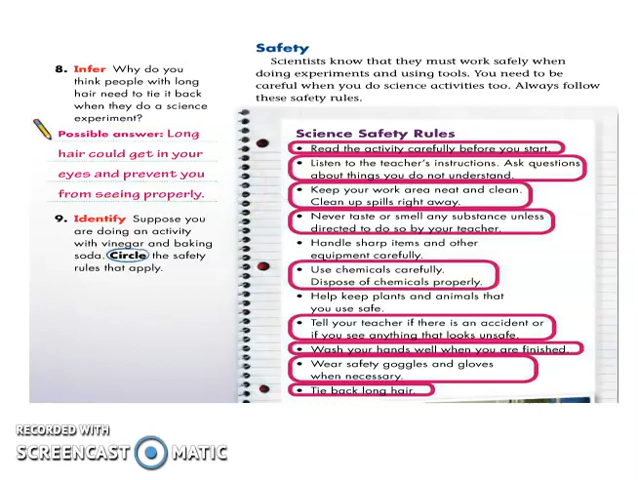 8. Infer Why do you
think people with long
hair need to tie it back
when they do a science
experiment?
Possible answer: Long
hair could get in your
eyes and prevent you
from seeing properly.
9. Identify Suppose you
are doing an activity
with vinegar and baking
soda. Circle the safety
rules that apply.
Safety
Scientists know that they must work safely when
doing experiments and using tools. You need to be
careful when you do science activities too. Always follow
these safety rules.
Science Safety Rules
• Read the activity carefully before you start.
• Listen to the teacher's instructions. Ask questions
about things you do not understand.
• Keep your work area neat and clean.
Clean up spills right away.
• Never taste or smell any substance unless
directed to do so by your teacher.
• Handle sharp items and other
equipment carefully.
• Use chemicals carefully.
Dispose of chemicals properly.
• Help keep plants and animals that
you use safe.
• Tell your teacher if there is an accident or
if you see anything that looks unsafe.
• Wash your hands well when you are finished.
• Wear safety goggles and gloves
when necessary.
• Tie back long hair.
RECORDED WITH
SCREENCAST MATIC